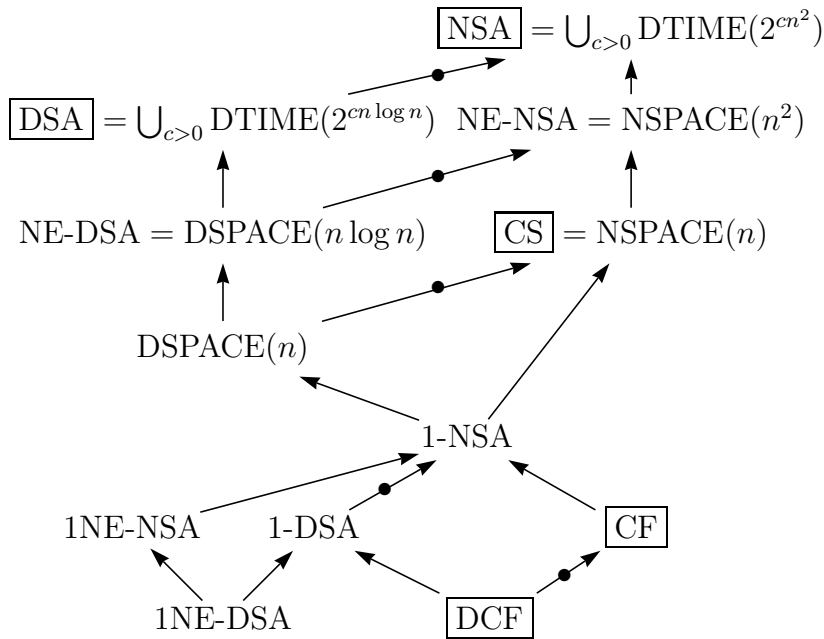 NSA = ⋃_{c>0} DTIME(2^{cn^2})
DSA = ⋃_{c>0} DTIME(2^{cn log n}) NE-NSA = NSPACE(n^2)
NE-DSA = DSPACE(n log n) CS = NSPACE(n)
DSPACE(n)
1-NSA
1NE-NSA 1-DSA CF
1NE-DSA DCF